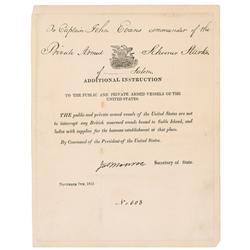 To Captain John Evans commander of the
Private Armed Schooner
of Salem,
ADDITIONAL INSTRUCTION
TO THE PUBLIC AND PRIVATE ARMED VESSELS OF THE
UNITED STATES.
THE public and private armed vessels of the United States are not
to interrupt any British unarmed vessels bound to Sable Island, and
laden with supplies for the humane establishment at that place.
By Command of the President of the United States.
Jas Monroe Secretary of State.
NOVEMBER 9th, 1812.
No. 603